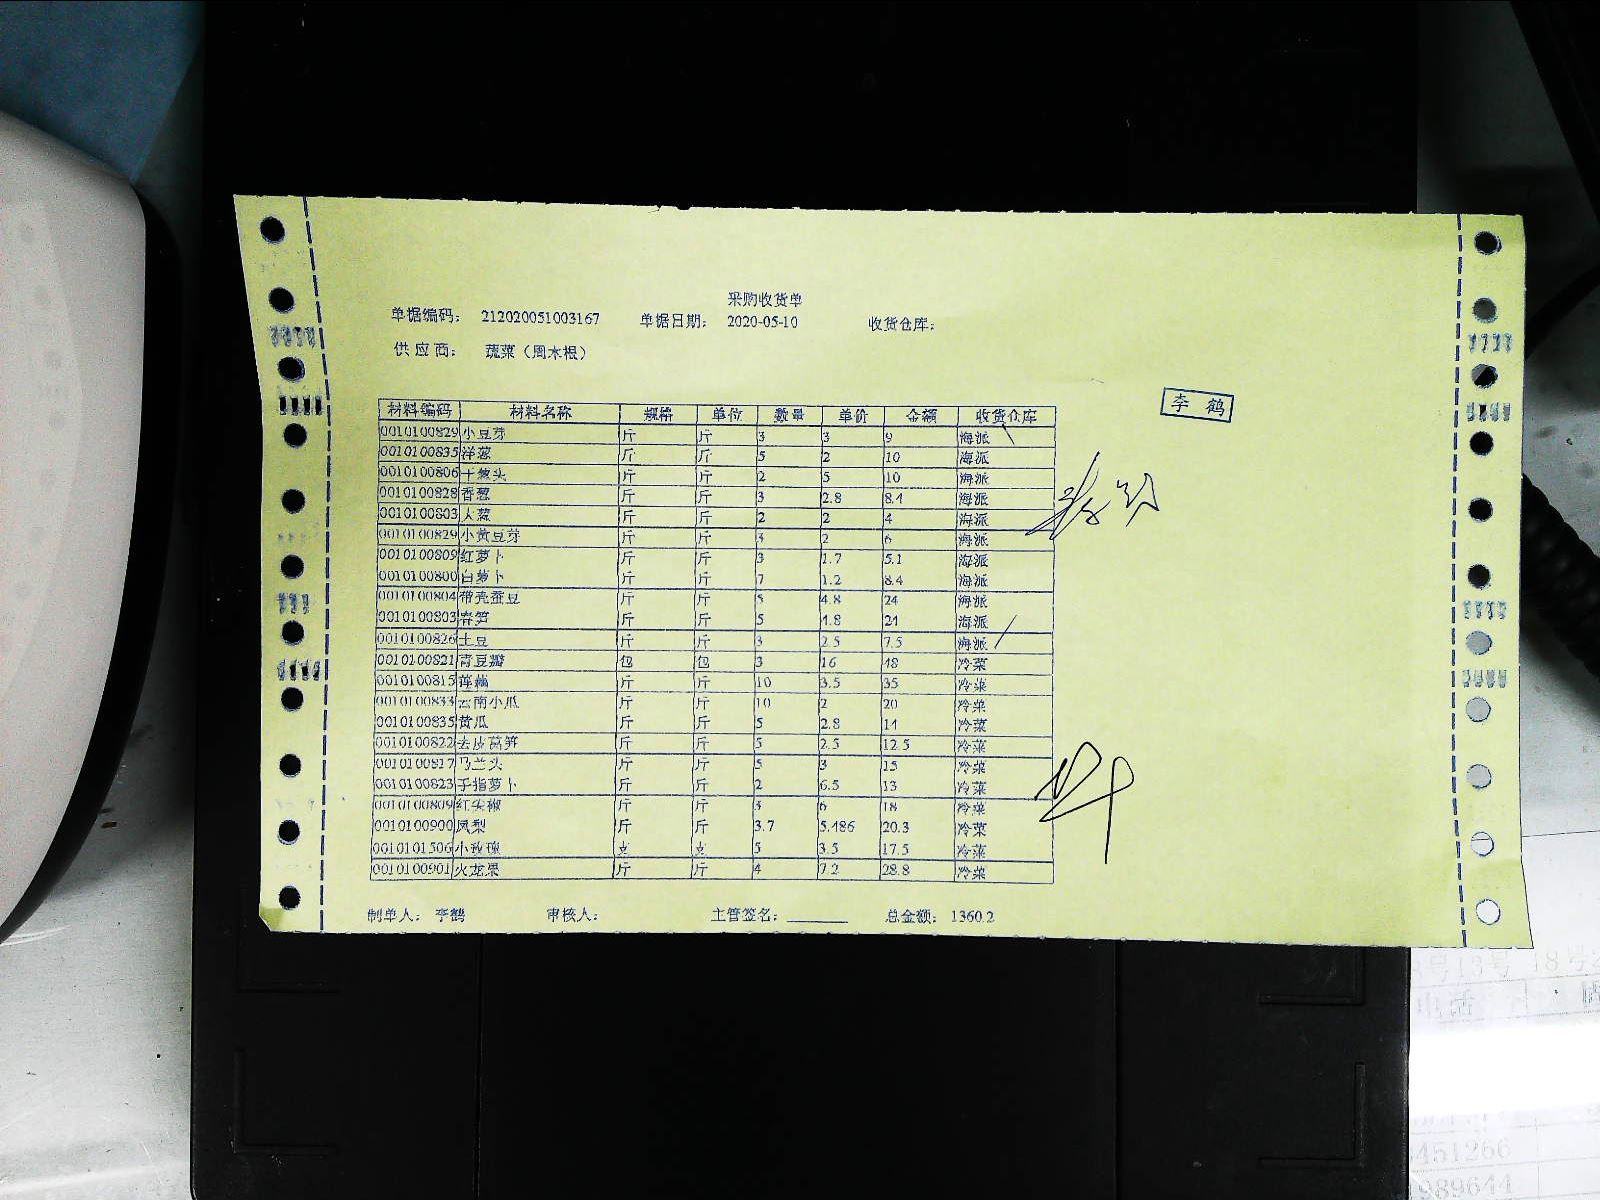 采购收货单
单据编码： 212020051003167 单据日期： 2020-05-10 收货仓库：
供 应 商： 蔬菜（周木根）
李 鹤
材料编码 材料名称 规格 单位 数量 单价 金额 收货仓库
0010100829 小豆芽 斤 斤 3 3 9 海派
0010100835 洋葱 斤 斤 5 2 10 海派
0010100806 干葱头 斤 斤 2 5 10 海派
0010100828 香葱 斤 斤 3 2.8 8.4 海派
0010100803 大蒜 斤 斤 2 2 4 海派
0010100829 小黄豆芽 斤 斤 3 2 6 海派
0010100809 红萝卜 斤 斤 3 1.7 5.1 海派
0010100800 白萝卜 斤 斤 7 1.2 8.4 海派
0010100804 带壳蚕豆 斤 斤 5 4.8 24 海派
0010100803 春笋 斤 斤 5 4.8 24 海派
0010100826 土豆 斤 斤 3 2.5 7.5 海派
0010100821 青豆瓣 包 包 3 16 48 冷菜
0010100815 莲藕 斤 斤 10 3.5 35 冷菜
0010100833 云南小瓜 斤 斤 10 2 20 冷菜
0010100835 黄瓜 斤 斤 5 2.8 14 冷菜
0010100822 去皮莴笋 斤 斤 5 2.5 12.5 冷菜
0010100817 马兰头 斤 斤 5 3 15 冷菜
0010100823 手指萝卜 斤 斤 2 6.5 13 冷菜
0010100809 红尖椒 斤 斤 3 6 18 冷菜
0010100900 凤梨 斤 斤 3.7 5.486 20.3 冷菜
0010101506 小玫瑰 支 支 5 3.5 17.5 冷菜
0010100901 火龙果 斤 斤 4 7.2 28.8 冷菜
制单人： 李鹤 审核人： 主管签名：______ 总金额： 1360.2
8号13号 18号2
电话
451266
1989644